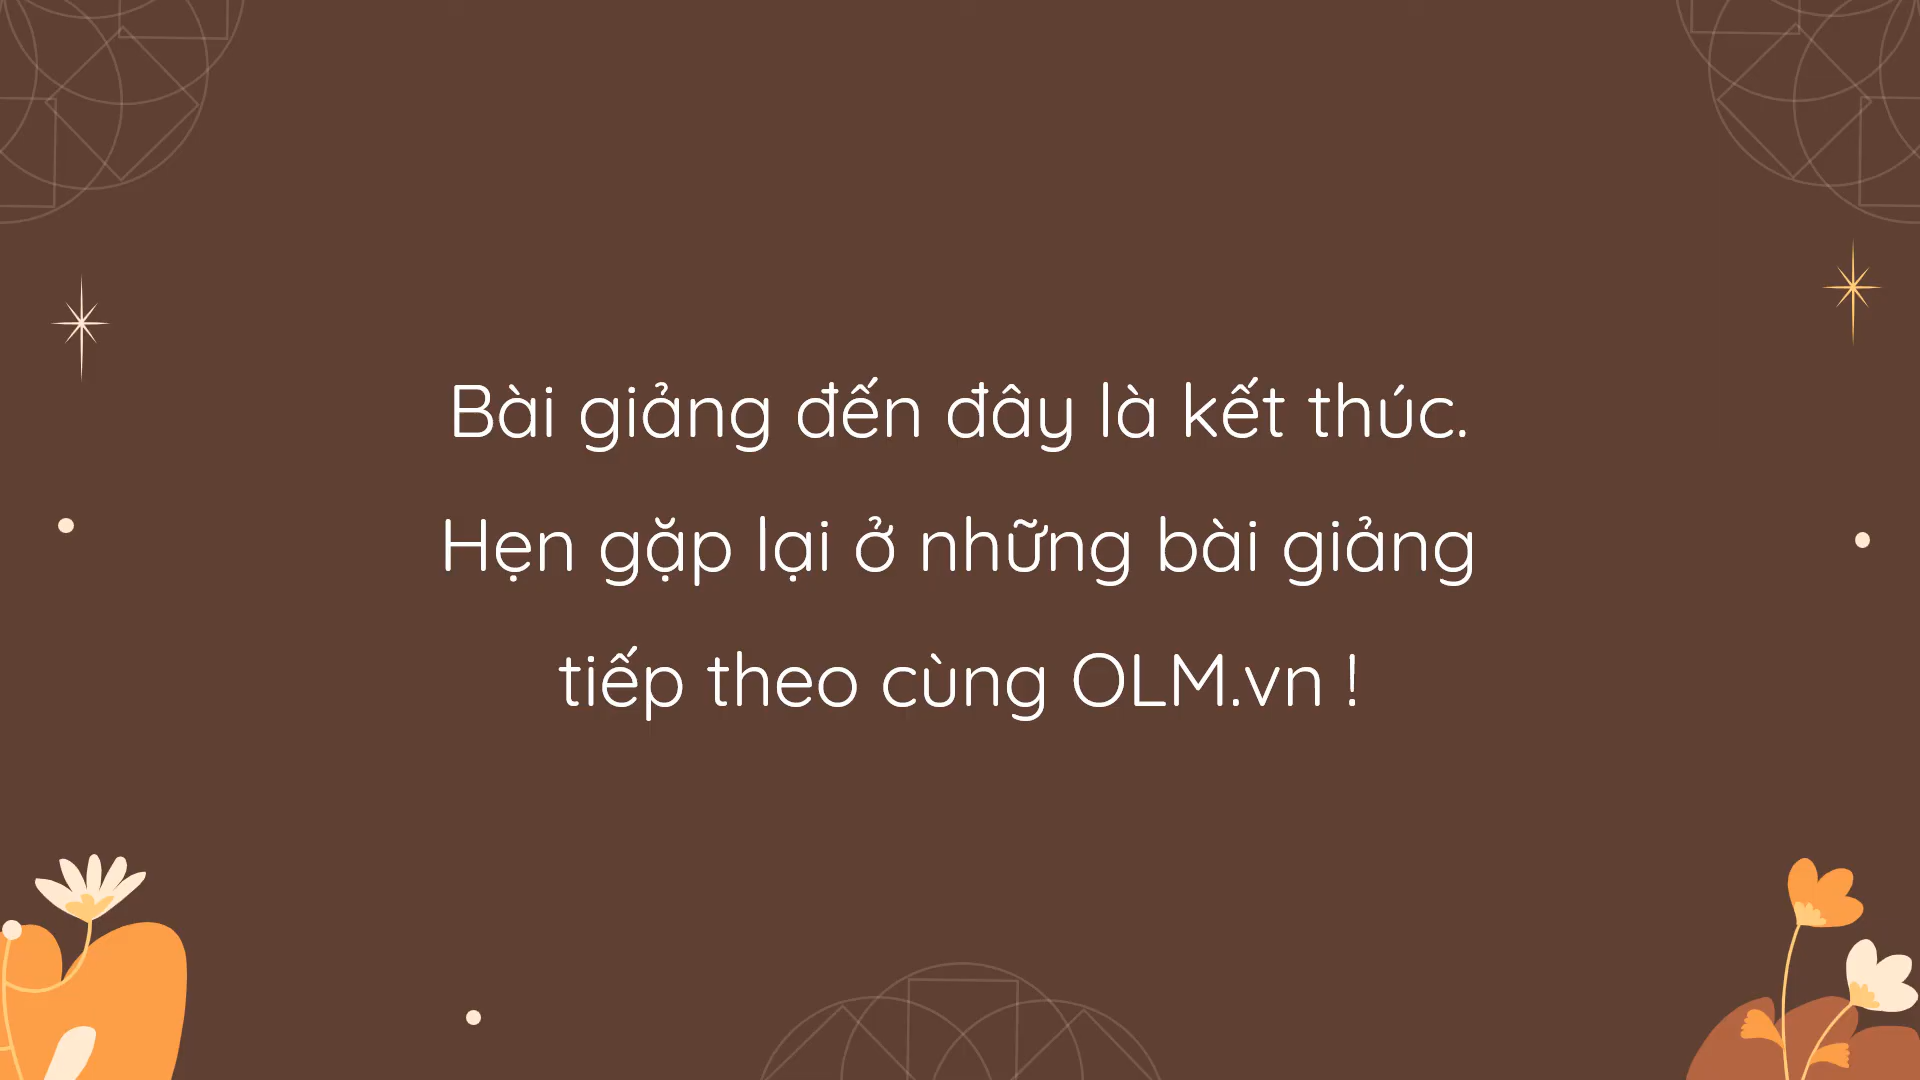 Bài giảng đến đây là kết thúc.
Hẹn gặp lại ở những bài giảng
tiếp theo cùng OLM.vn !